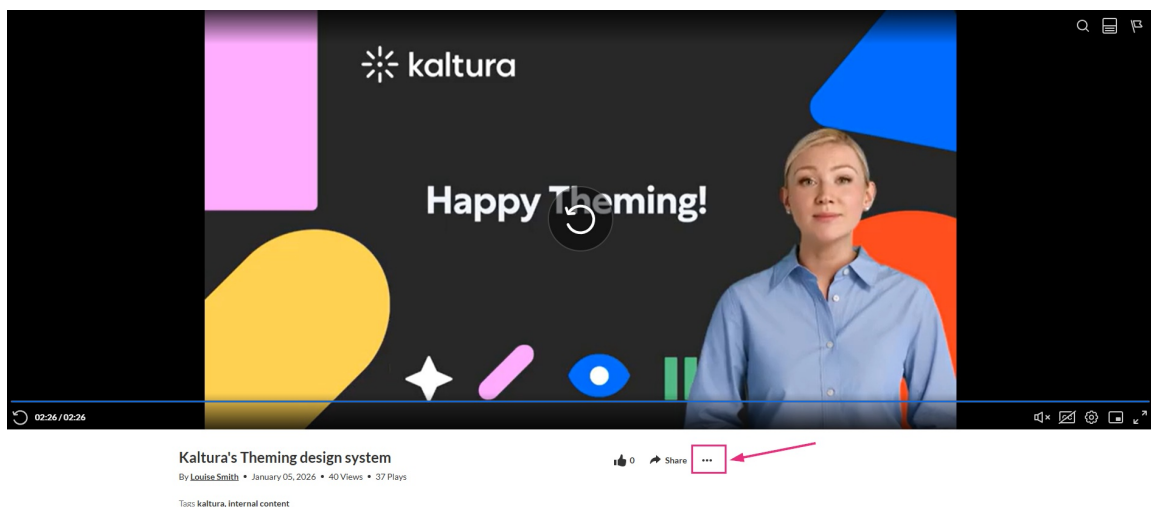 kaltura
Happy Theming!
02:26 / 02:26
Kaltura's Theming design system
0 Share ...
By Louise Smith • January 05, 2026 • 40 Views • 37 Plays
Tags kaltura, internal content